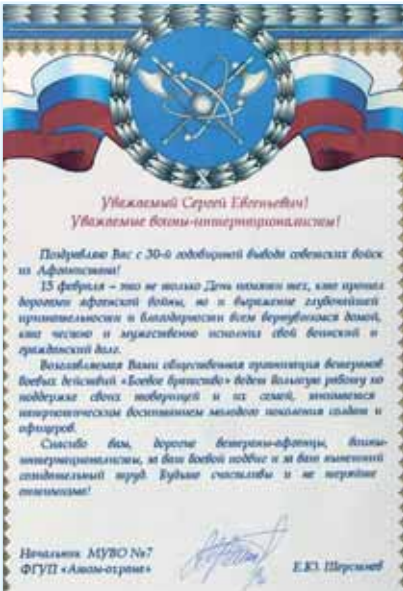 Уважаемый Сергей Евгеньевич!
Уважаемые воины-интернационалисты!
Поздравляю Вас с 30-й годовщиной вывода советских войск
из Афганистана!
15 февраля – это не только День памяти тех, кто прошел
дорогами афганской войны, но и выражение глубочайшей
признательности и благодарности всем вернувшимся домой,
кто честно и мужественно исполнил свой воинский и
гражданский долг.
Возглавляемая Вами общественная организация ветеранов
боевых действий «Боевое братство» ведет большую работу по
поддержке своих товарищей и их семей, занимается
патриотическим воспитанием молодого поколения солдат и
офицеров.
Спасибо вам, дорогие ветераны-афганцы, воины-
интернационалисты, за ваш боевой подвиг и за ваш нынешний
созидательный труд. Будьте счастливы и не теряйте
оптимизма!
Начальник МУВО №7
ФГУП «Атом-охрана»
Е.Ю.